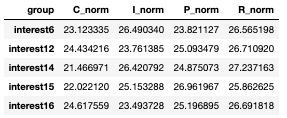 group C_norm I_norm P_norm R_norm
interest6 23.123335 26.490340 23.821127 26.565198
interest12 24.434216 23.761385 25.093479 26.710920
interest14 21.466971 26.420792 24.875073 27.237163
interest15 22.022120 25.153288 26.961967 25.862625
interest16 24.617559 23.493728 25.196895 26.691818